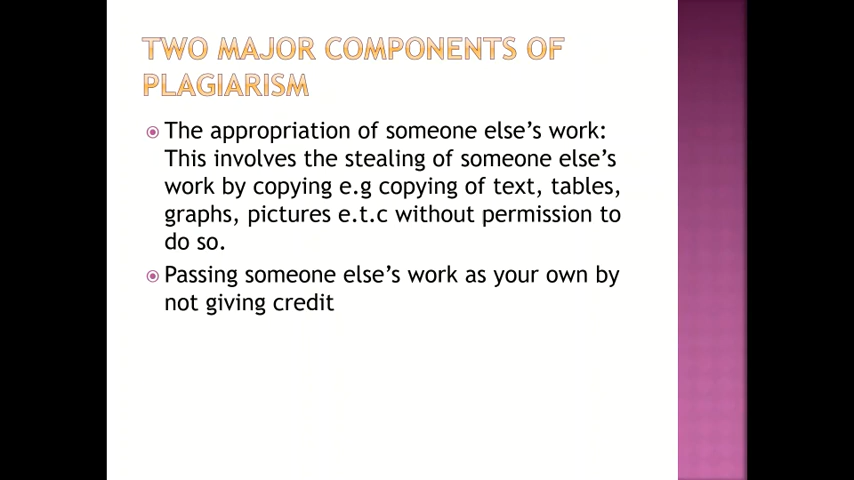 TWO MAJOR COMPONENTS OF
PLAGIARISM
The appropriation of someone else's work:
This involves the stealing of someone else's
work by copying e.g copying of text, tables,
graphs, pictures e.t.c without permission to
do so.
Passing someone else's work as your own by
not giving credit